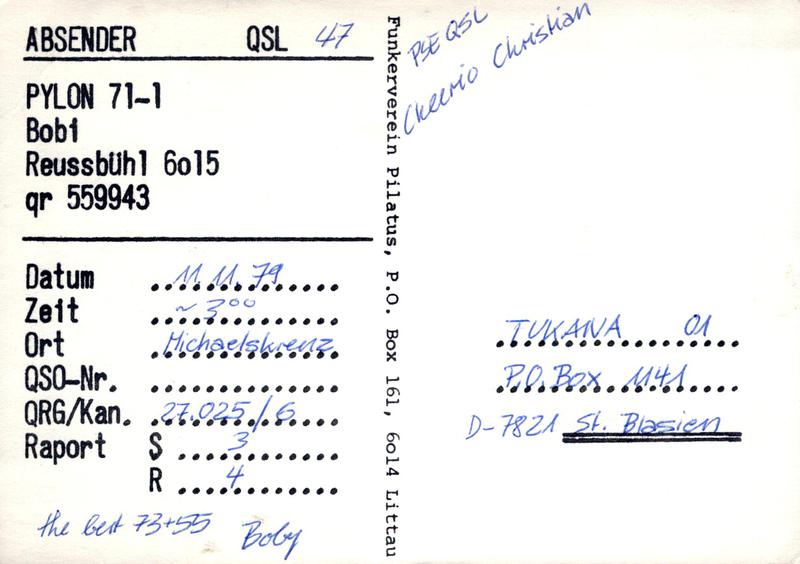 ABSENDER QSL 47
PYLON 71-1
Bobi
Reussbühl 6o15
qr 559943
Datum 11.11.79
Zeit ~ 3⁰⁰
Ort Michaelskrenz
QSO-Nr.
QRG/Kan. 27.025/6
Raport S 3
R 4
the best 73+55 Boby
Funkerverein Pilatus, P.O. Box 161, 6o14 Littau
PSE QSL
Cheerio Christian
TUKANA 01
P.O. Box 1141
D-7821 St. Blasien